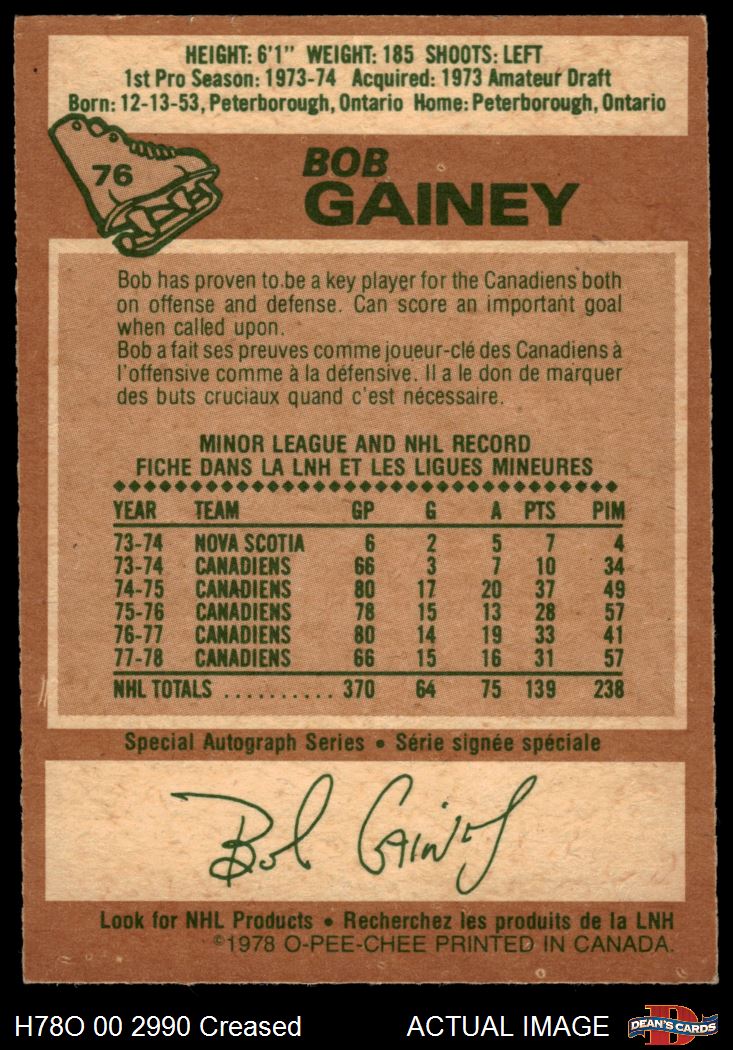 HEIGHT: 6'1" WEIGHT: 185 SHOOTS: LEFT
1st Pro Season: 1973-74 Acquired: 1973 Amateur Draft
Born: 12-13-53, Peterborough, Ontario Home: Peterborough, Ontario
76
BOB
GAINEY
Bob has proven to.be a key player for the Canadiens both
on offense and defense. Can score an important goal
when called upon.
Bob a fait ses preuves comme joueur-clé des Canadiens à
l'offensive comme à la défensive. Il a le don de marquer
des buts cruciaux quand c'est nécessaire.
MINOR LEAGUE AND NHL RECORD
FICHE DANS LA LNH ET LES LIGUES MINEURES
YEAR TEAM GP G A PTS PIM
73-74 NOVA SCOTIA 6 2 5 7 4
73-74 CANADIENS 66 3 7 10 34
74-75 CANADIENS 80 17 20 37 49
75-76 CANADIENS 78 15 13 28 57
76-77 CANADIENS 80 14 19 33 41
77-78 CANADIENS 66 15 16 31 57
NHL TOTALS .......... 370 64 75 139 238
Special Autograph Series • Série signée spéciale
Bob Gainey
Look for NHL Products • Recherchez les produits de la LNH
©1978 O-PEE-CHEE PRINTED IN CANADA.
H78O 00 2990 Creased ACTUAL IMAGE
D
DEAN'S CARDS